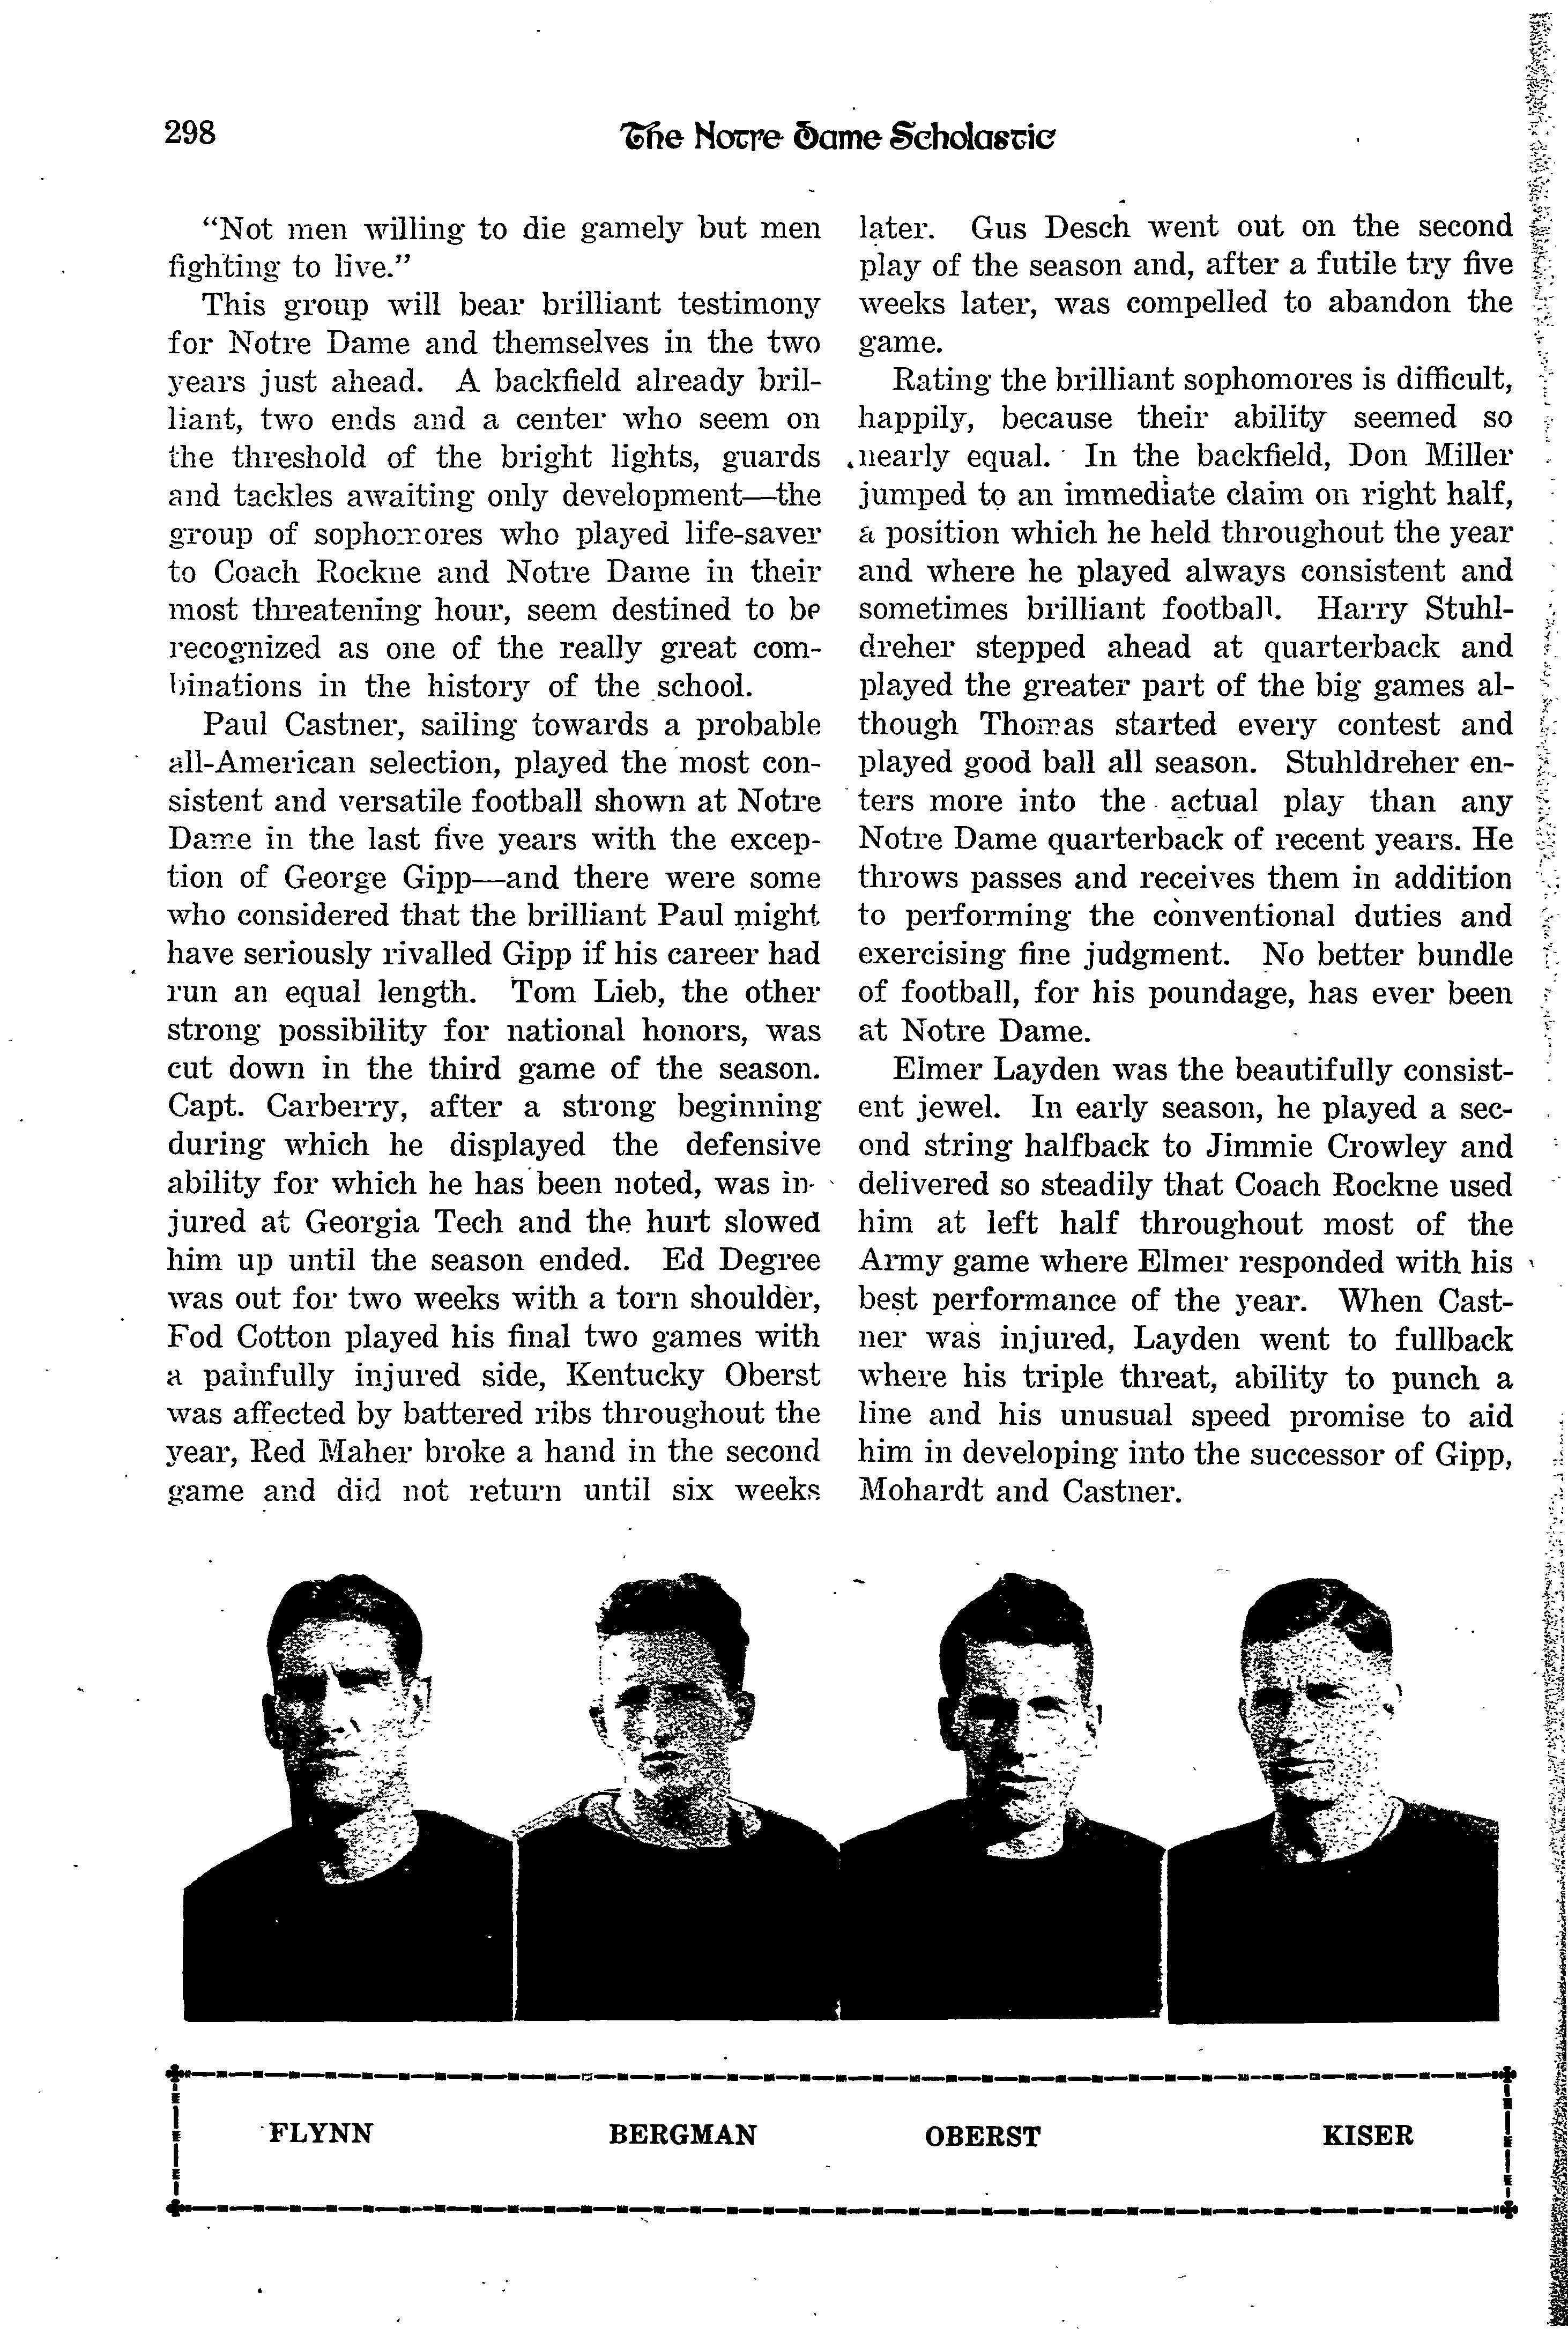 298
The Notre Dame Scholastic
“Not men willing to die gamely but men
fighting to live.”
This group will bear brilliant testimony
for Notre Dame and themselves in the two
years just ahead. A backfield already bril-
liant, two ends and a center who seem on
the threshold of the bright lights, guards
and tackles awaiting only development—the
group of sophomores who played life-saver
to Coach Rockne and Notre Dame in their
most threatening hour, seem destined to be
recognized as one of the really great com-
binations in the history of the school.
Paul Castner, sailing towards a probable
all-American selection, played the most con-
sistent and versatile football shown at Notre
Dame in the last five years with the excep-
tion of George Gipp—and there were some
who considered that the brilliant Paul might
have seriously rivalled Gipp if his career had
run an equal length. Tom Lieb, the other
strong possibility for national honors, was
cut down in the third game of the season.
Capt. Carberry, after a strong beginning
during which he displayed the defensive
ability for which he has been noted, was in-
jured at Georgia Tech and the hurt slowed
him up until the season ended. Ed Degree
was out for two weeks with a torn shoulder,
Fod Cotton played his final two games with
a painfully injured side, Kentucky Oberst
was affected by battered ribs throughout the
year, Red Maher broke a hand in the second
game and did not return until six weeks
later. Gus Desch went out on the second
play of the season and, after a futile try five
weeks later, was compelled to abandon the
game.
Rating the brilliant sophomores is difficult,
happily, because their ability seemed so
nearly equal. In the backfield, Don Miller
jumped to an immediate claim on right half,
a position which he held throughout the year
and where he played always consistent and
sometimes brilliant football. Harry Stuhl-
dreher stepped ahead at quarterback and
played the greater part of the big games al-
though Thomas started every contest and
played good ball all season. Stuhldreher en-
ters more into the actual play than any
Notre Dame quarterback of recent years. He
throws passes and receives them in addition
to performing the conventional duties and
exercising fine judgment. No better bundle
of football, for his poundage, has ever been
at Notre Dame.
Elmer Layden was the beautifully consist-
ent jewel. In early season, he played a sec-
ond string halfback to Jimmie Crowley and
delivered so steadily that Coach Rockne used
him at left half throughout most of the
Army game where Elmer responded with his
best performance of the year. When Cast-
ner was injured, Layden went to fullback
where his triple threat, ability to punch a
line and his unusual speed promise to aid
him in developing into the successor of Gipp,
Mohardt and Castner.
FLYNN BERGMAN OBERST KISER